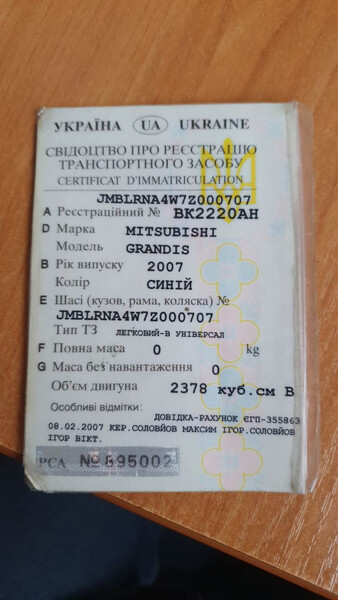 УКРАЇНА UA UKRAINE
СВІДОЦТВО ПРО РЕЄСТРАЦІЮ
ТРАНСПОРТНОГО ЗАСОБУ
CERTIFICAT D'IMMATRICULATION
JMBLRNA4W7Z000707
A Реєстраційний № BK2220AH
D Марка MITSUBISHI
Модель GRANDIS
B Рік випуску 2007
Колір СИНІЙ
E Шасі (кузов, рама, коляска) №
JMBLRNA4W7Z000707
Тип ТЗ ЛЕГКОВИЙ-В УНІВЕРСАЛ
F Повна маса 0 kg
G Маса без навантаження 0
Об'єм двигуна 2378 куб.см В
Особливі відмітки:
ДОВІДКА-РАХУНОК ЄГП-355863
08.02.2007 КЕР.СОЛОВЙОВ МАКСИМ ІГОР.СОЛОВЙОВ
ІГОР ВІКТ.
РСА № 895002